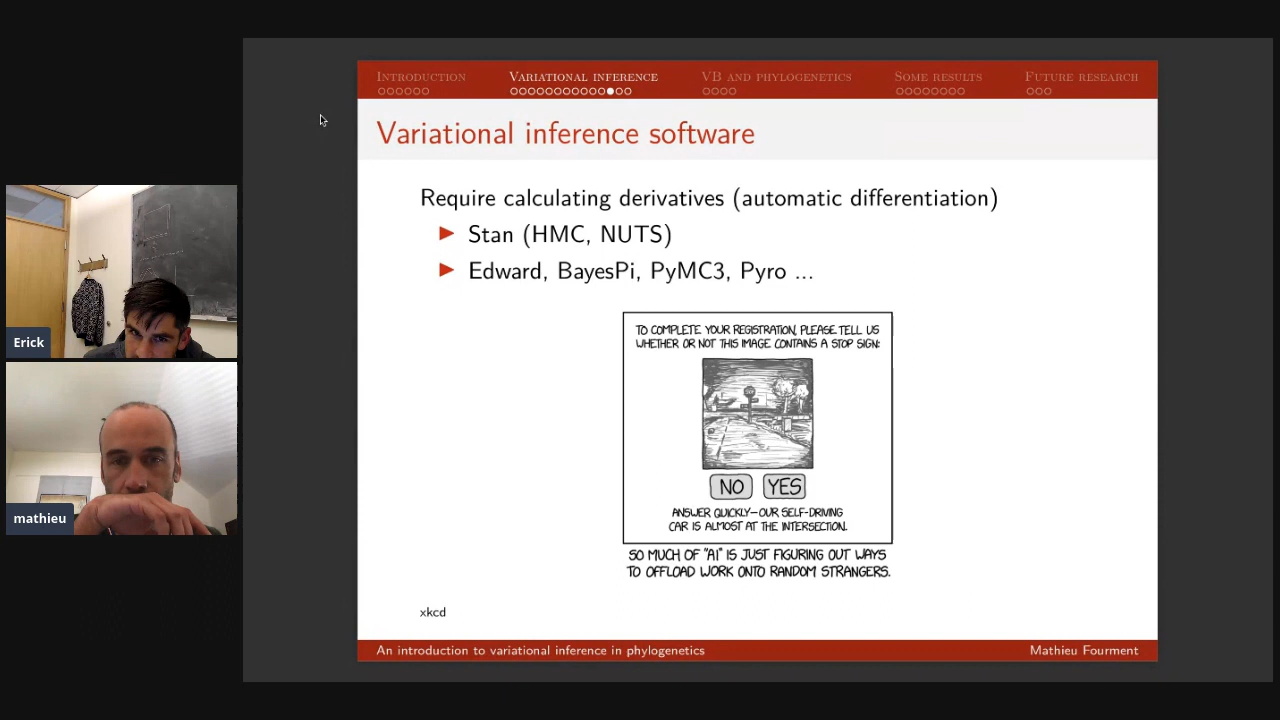 INTRODUCTION
VARIATIONAL INFERENCE
VB AND PHYLOGENETICS
SOME RESULTS
FUTURE RESEARCH
Variational inference software
Require calculating derivatives (automatic differentiation)
Stan (HMC, NUTS)
Edward, BayesPi, PyMC3, Pyro ...
TO COMPLETE YOUR REGISTRATION, PLEASE TELL US
WHETHER OR NOT THIS IMAGE CONTAINS A STOP SIGN:
STOP
NO
YES
ANSWER QUICKLY—OUR SELF-DRIVING
CAR IS ALMOST AT THE INTERSECTION.
SO MUCH OF "AI" IS JUST FIGURING OUT WAYS
TO OFFLOAD WORK ONTO RANDOM STRANGERS.
xkcd
An introduction to variational inference in phylogenetics
Mathieu Fourment
Erick
mathieu